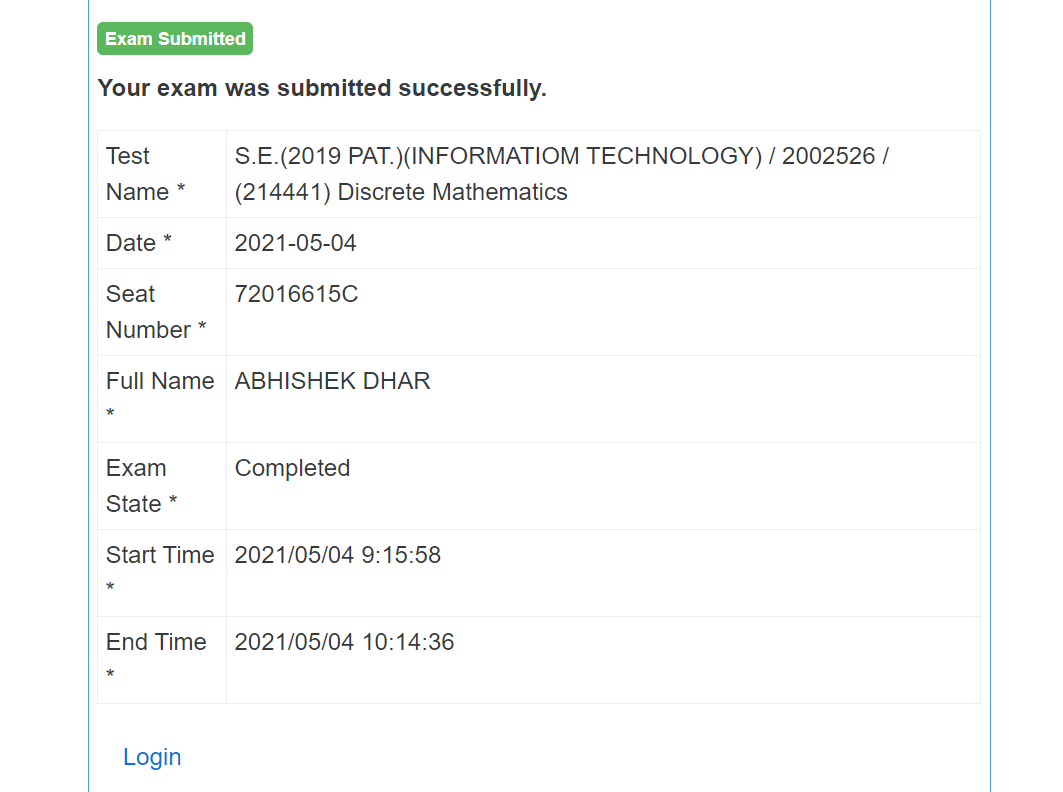 Exam Submitted
Your exam was submitted successfully.
Test
Name *
S.E.(2019 PAT.)(INFORMATIOM TECHNOLOGY) / 2002526 /
(214441) Discrete Mathematics
Date *
2021-05-04
Seat
Number *
72016615C
Full Name
*
ABHISHEK DHAR
Exam
State *
Completed
Start Time
*
2021/05/04 9:15:58
End Time
*
2021/05/04 10:14:36
Login